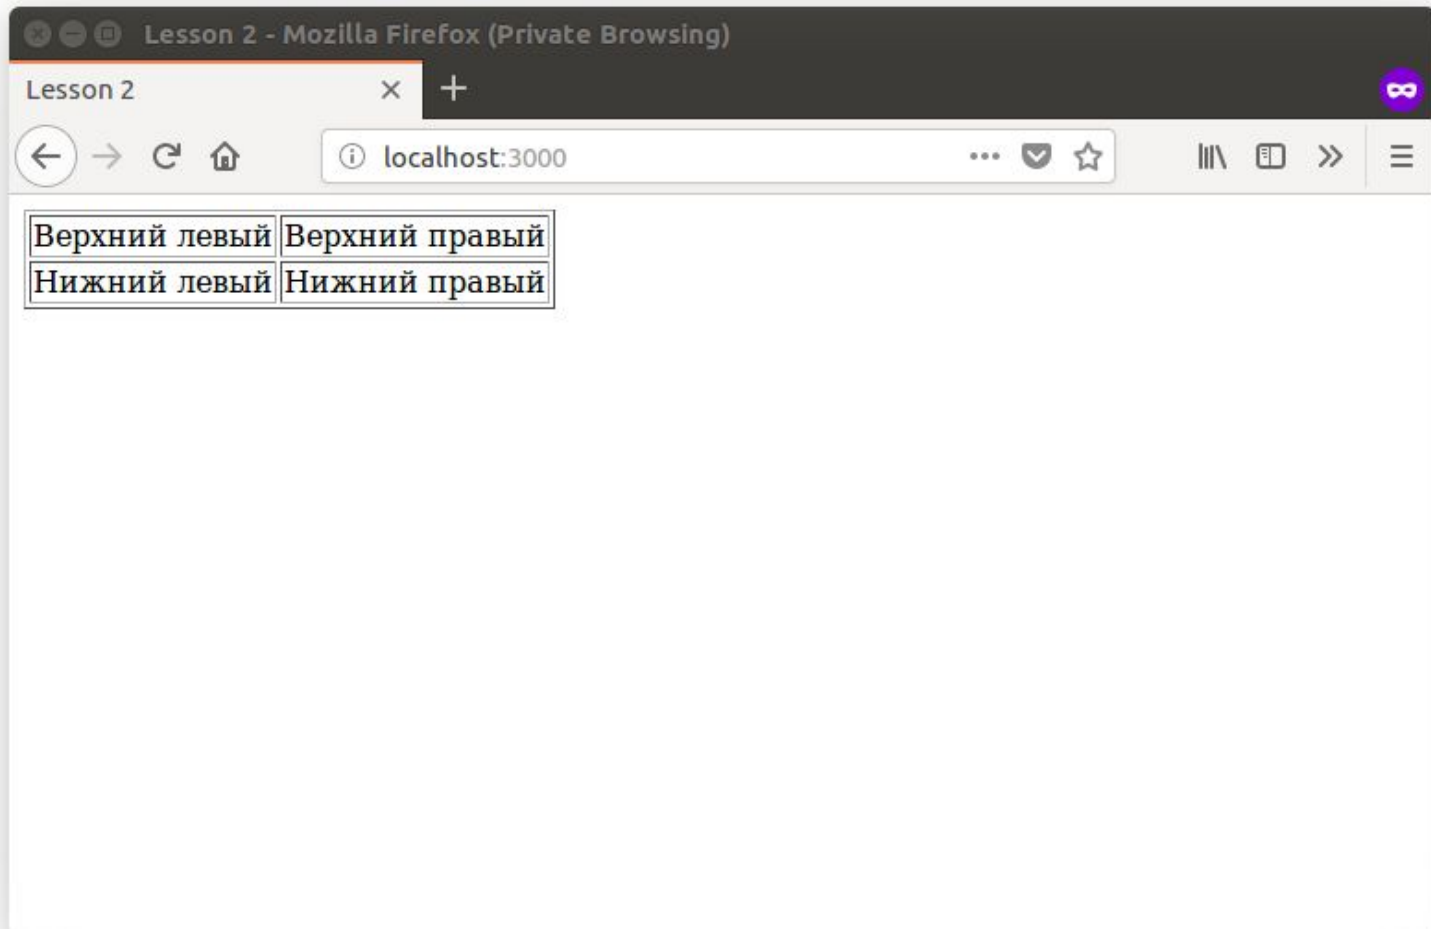 Lesson 2 - Mozilla Firefox (Private Browsing)
Lesson 2
localhost:3000
Верхний левый Верхний правый
Нижний левый Нижний правый